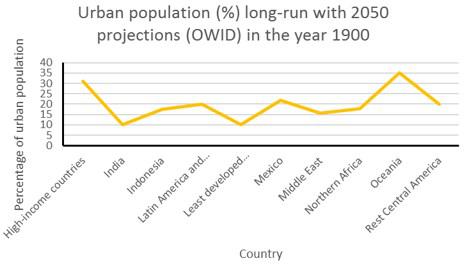 Urban population (%) long-run with 2050
projections (OWID) in the year 1900
Percentage of urban population
40
35
30
25
20
15
10
5
0
High-income countries
India
Indonesia
Latin America and...
Least developed...
Mexico
Middle East
Northern Africa
Oceania
Rest Central America
Country